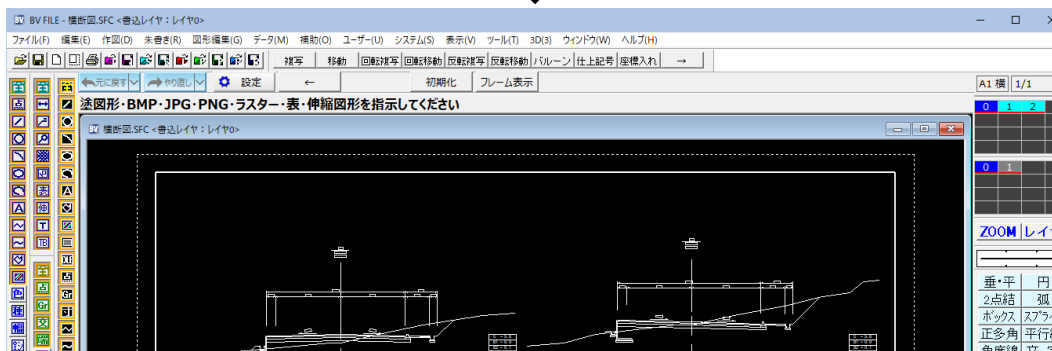 BV FILE - 横断図.SFC <書込レイヤ：レイヤ0>
ファイル(F) 編集(E) 作図(D) 朱書き(R) 図形編集(G) データ(M) 補助(O) ユーザー(U) システム(S) 表示(V) ツール(T) 3D(3) ウィンドウ(W) ヘルプ(H)
複写 移動 回転複写 回転移動 反転複写 反転移動 バルーン 仕上記号 座標入れ →
元に戻す やり直し 設定 ← 初期化 フレーム表示 A1 横 1/1
塗図形・BMP・JPG・PNG・ラスター・表・伸縮図形を指示してください
0 1 2
BV 横断図.SFC <書込レイヤ：レイヤ0>
0 1
ZOOM レイ
垂・平 円
2点結 弧
ボックス スプライ
正多角 平行